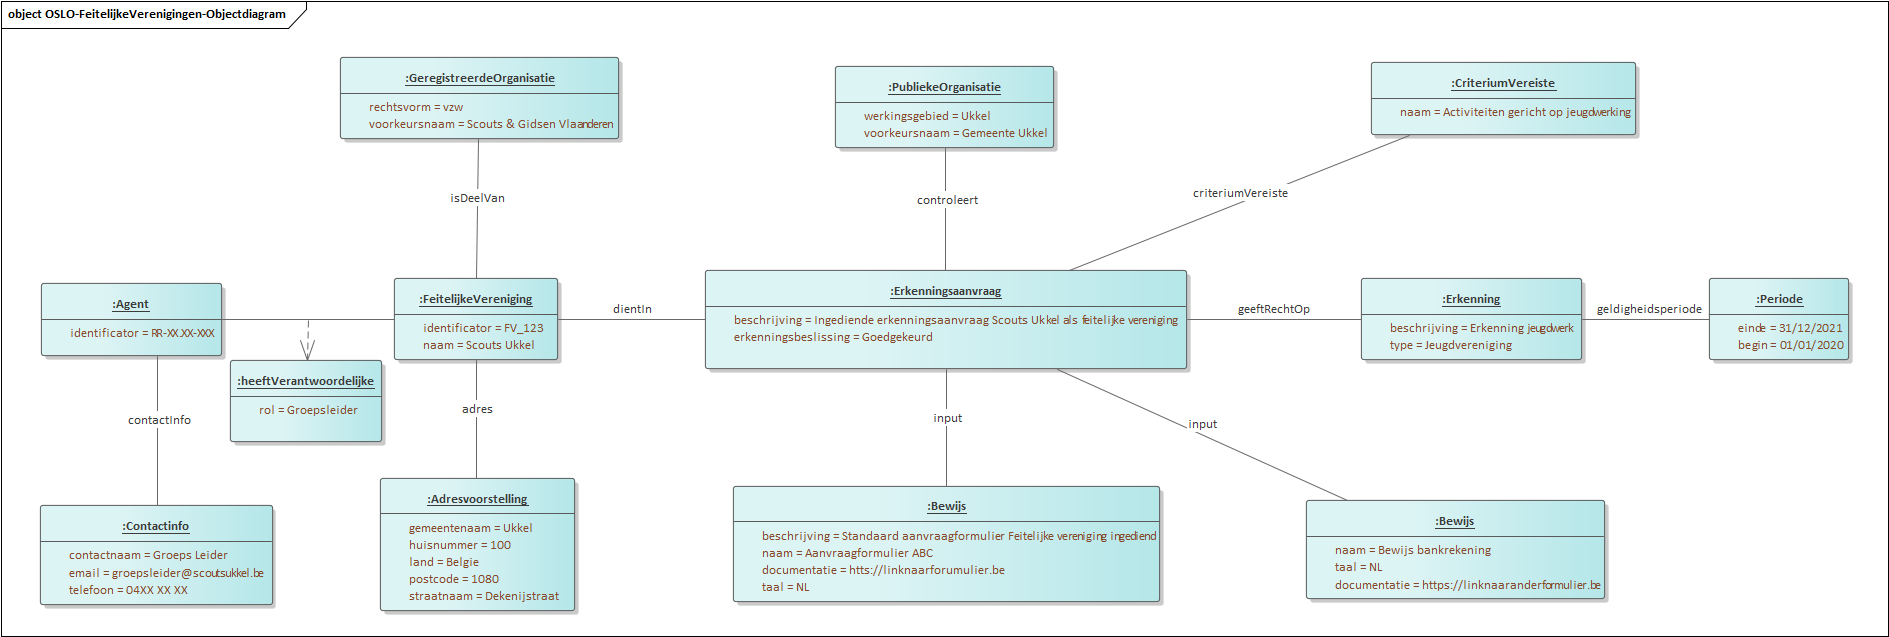 object OSLO-FeitelijkeVerenigingen-Objectdiagram
:GeregistreerdeOrganisatie
rechtsvorm = vzw
voorkeursnaam = Scouts & Gidsen Vlaanderen
:PubliekeOrganisatie
werkingsgebied = Ukkel
voorkeursnaam = Gemeente Ukkel
:CriteriumVereiste
naam = Activiteiten gericht op jeugdwerking
isDeelVan
controleert
criteriumVereiste
:Agent
identificator = RR-XX.XX-XXX
:FeitelijkeVereniging
identificator = FV_123
naam = Scouts Ukkel
dientIn
:Erkenningsaanvraag
beschrijving = Ingediende erkenningsaanvraag Scouts Ukkel als feitelijke vereniging
erkenningsbeslissing = Goedgekeurd
geeftRechtOp
:Erkenning
beschrijving = Erkenning jeugdwerk
type = Jeugdvereniging
geldigheidsperiode
:Periode
einde = 31/12/2021
begin = 01/01/2020
:heeftVerantwoordelijke
rol = Groepsleider
contactInfo
adres
input
input
:Contactinfo
contactnaam = Groeps Leider
email = groepsleider@scoutsukkel.be
telefoon = 04XX XX XX
:Adresvoorstelling
gemeentenaam = Ukkel
huisnummer = 100
land = Belgie
postcode = 1080
straatnaam = Dekenijstraat
:Bewijs
beschrijving = Standaard aanvraagformulier Feitelijke vereniging ingediend
naam = Aanvraagformulier ABC
documentatie = htts://linknaarforumulier.be
taal = NL
:Bewijs
naam = Bewijs bankrekening
taal = NL
documentatie = https://linknaaranderformulier.be